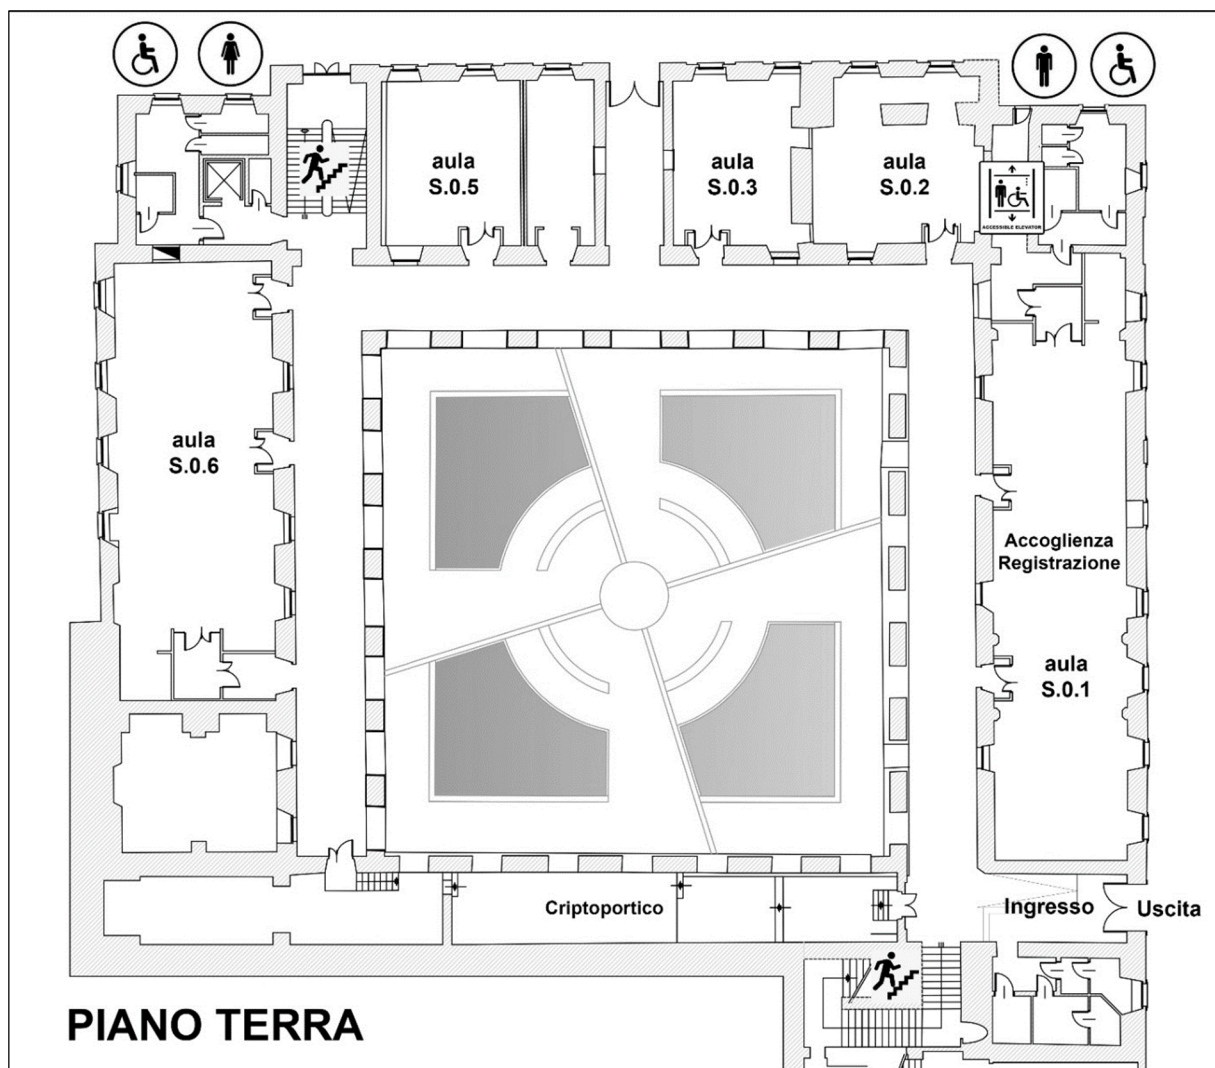 aula
S.0.5
aula
S.0.3
aula
S.0.2
ACCESSIBLE ELEVATOR
aula
S.0.6
Accoglienza
Registrazione
aula
S.0.1
Criptoportico
Ingresso
Uscita
PIANO TERRA